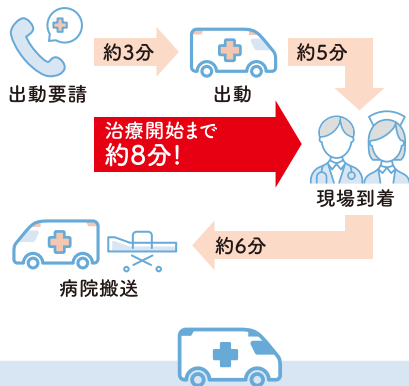 約3分
約5分
出動要請
出動
治療開始まで
約8分!
現場到着
約6分
病院搬送